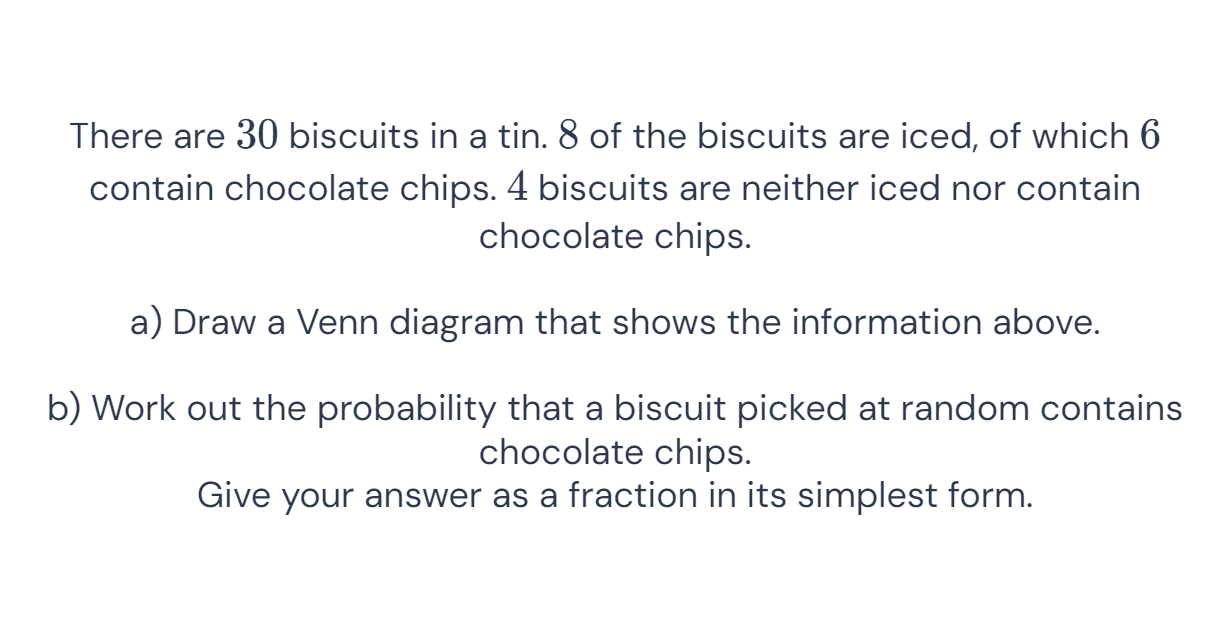 There are 30 biscuits in a tin. 8 of the biscuits are iced, of which 6
contain chocolate chips. 4 biscuits are neither iced nor contain
chocolate chips.
a) Draw a Venn diagram that shows the information above.
b) Work out the probability that a biscuit picked at random contains
chocolate chips.
Give your answer as a fraction in its simplest form.